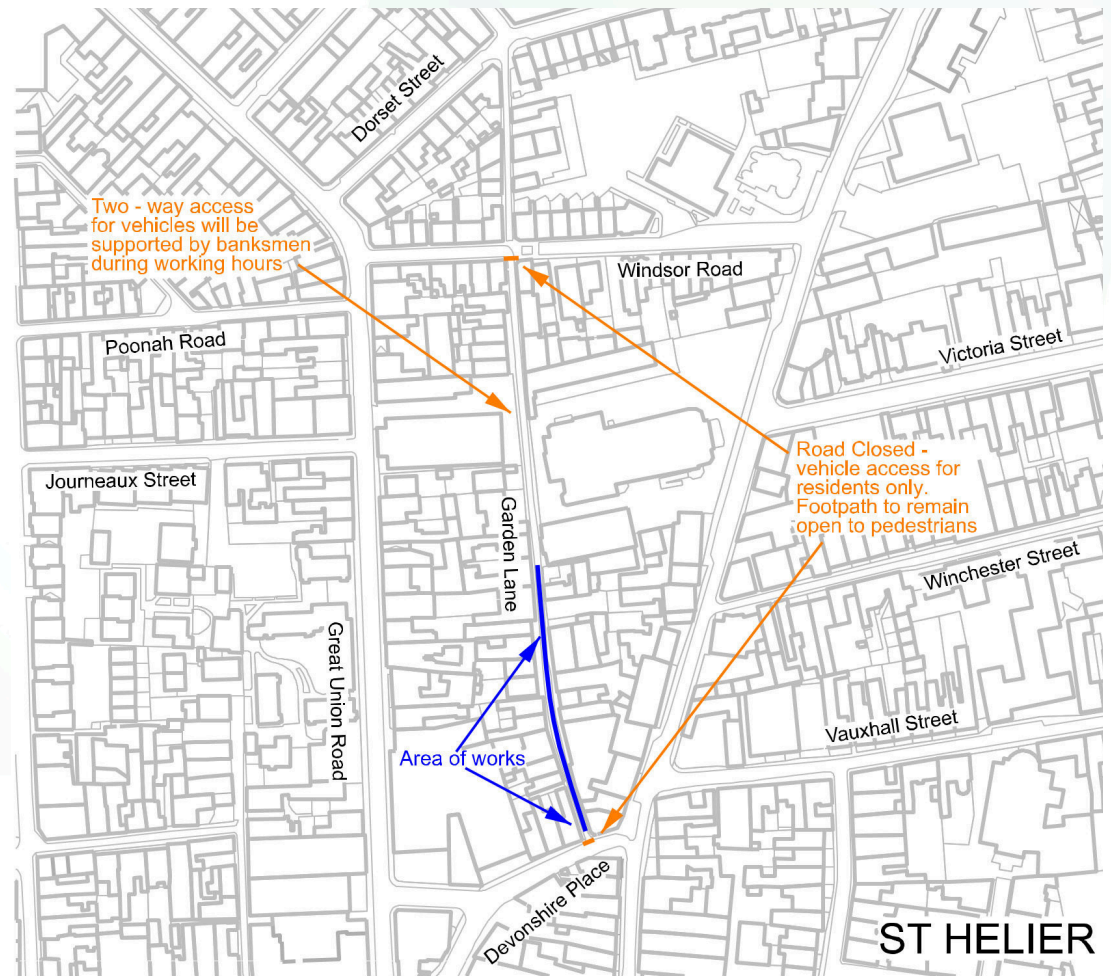 Dorset Street
Two - way access
for vehicles will be
supported by banksmen
during working hours
Windsor Road
Poonah Road
Victoria Street
Journeaux Street
Road Closed -
vehicle access for
residents only.
Footpath to remain
open to pedestrians
Garden Lane
Winchester Street
Great Union Road
Vauxhall Street
Area of works
Devonshire Place
ST HELIER